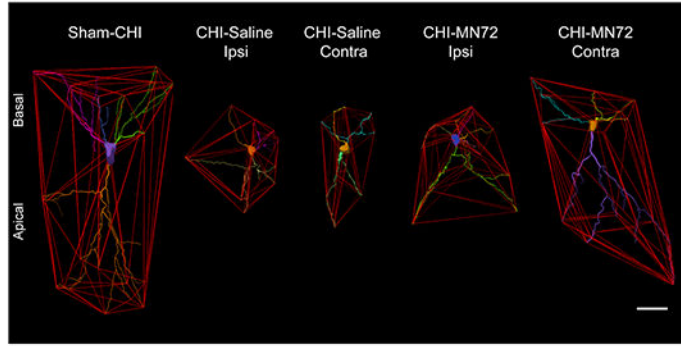 Sham-CHI
CHI-Saline
Ipsi
CHI-Saline
Contra
CHI-MN72
Ipsi
CHI-MN72
Contra
Basal
Apical